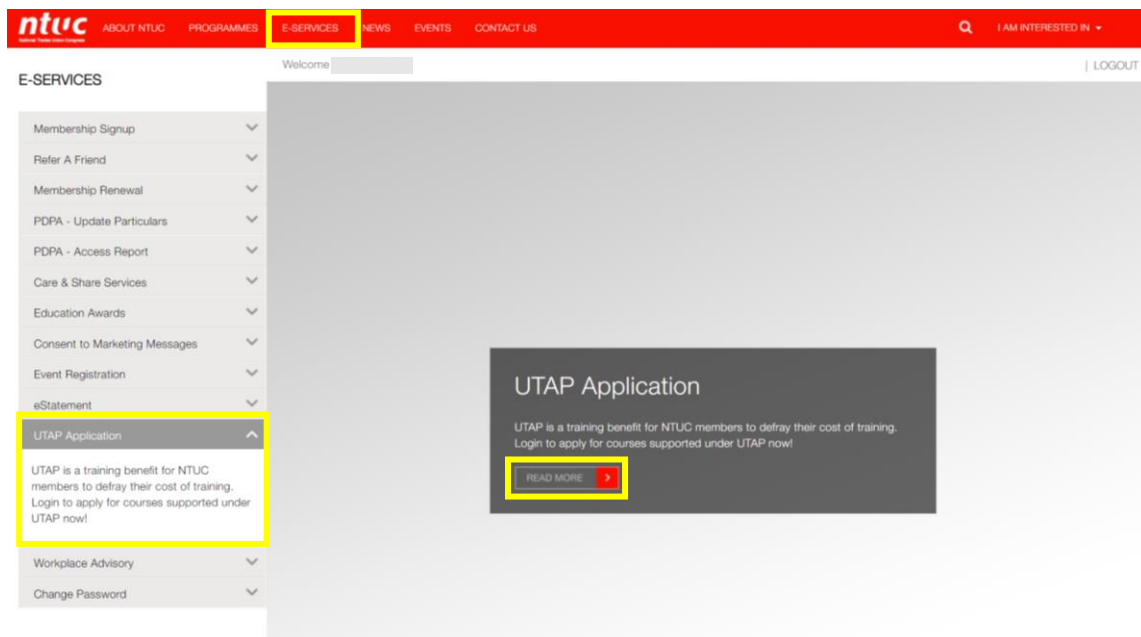 ntuc ABOUT NTUC PROGRAMMES E-SERVICES NEWS EVENTS CONTACT US I AM INTERESTED IN
National Trades Union Congress
Welcome | LOGOUT
E-SERVICES
Membership Signup
Refer A Friend
Membership Renewal
PDPA - Update Particulars
PDPA - Access Report
Care & Share Services
Education Awards
Consent to Marketing Messages
Event Registration
eStatement
UTAP Application
UTAP is a training benefit for NTUC
members to defray their cost of training.
Login to apply for courses supported under
UTAP now!
Workplace Advisory
Change Password
UTAP Application
UTAP is a training benefit for NTUC members to defray their cost of training.
Login to apply for courses supported under UTAP now!
READ MORE